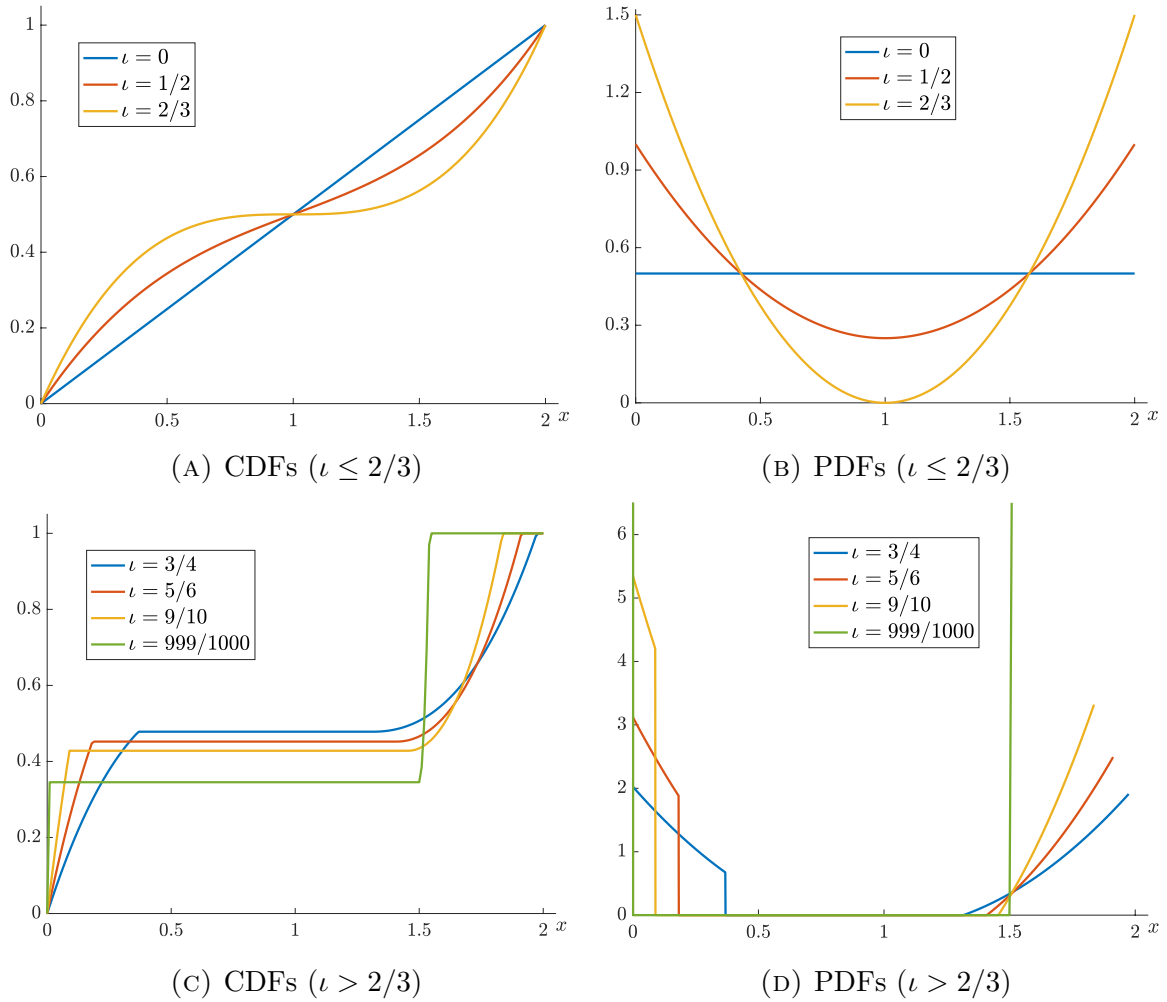 1
0.8
0.6
0.4
0.2
0
0 0.5 1 1.5 2 x
ι = 0
ι = 1/2
ι = 2/3
(A) CDFs (ι ≤ 2/3)
1.5
1.2
0.9
0.6
0.3
0
0 0.5 1 1.5 2 x
ι = 0
ι = 1/2
ι = 2/3
(B) PDFs (ι ≤ 2/3)
1
0.8
0.6
0.4
0.2
0
0 0.5 1 1.5 2 x
ι = 3/4
ι = 5/6
ι = 9/10
ι = 999/1000
(C) CDFs (ι > 2/3)
6
5
4
3
2
1
0
0 0.5 1 1.5 2 x
ι = 3/4
ι = 5/6
ι = 9/10
ι = 999/1000
(D) PDFs (ι > 2/3)